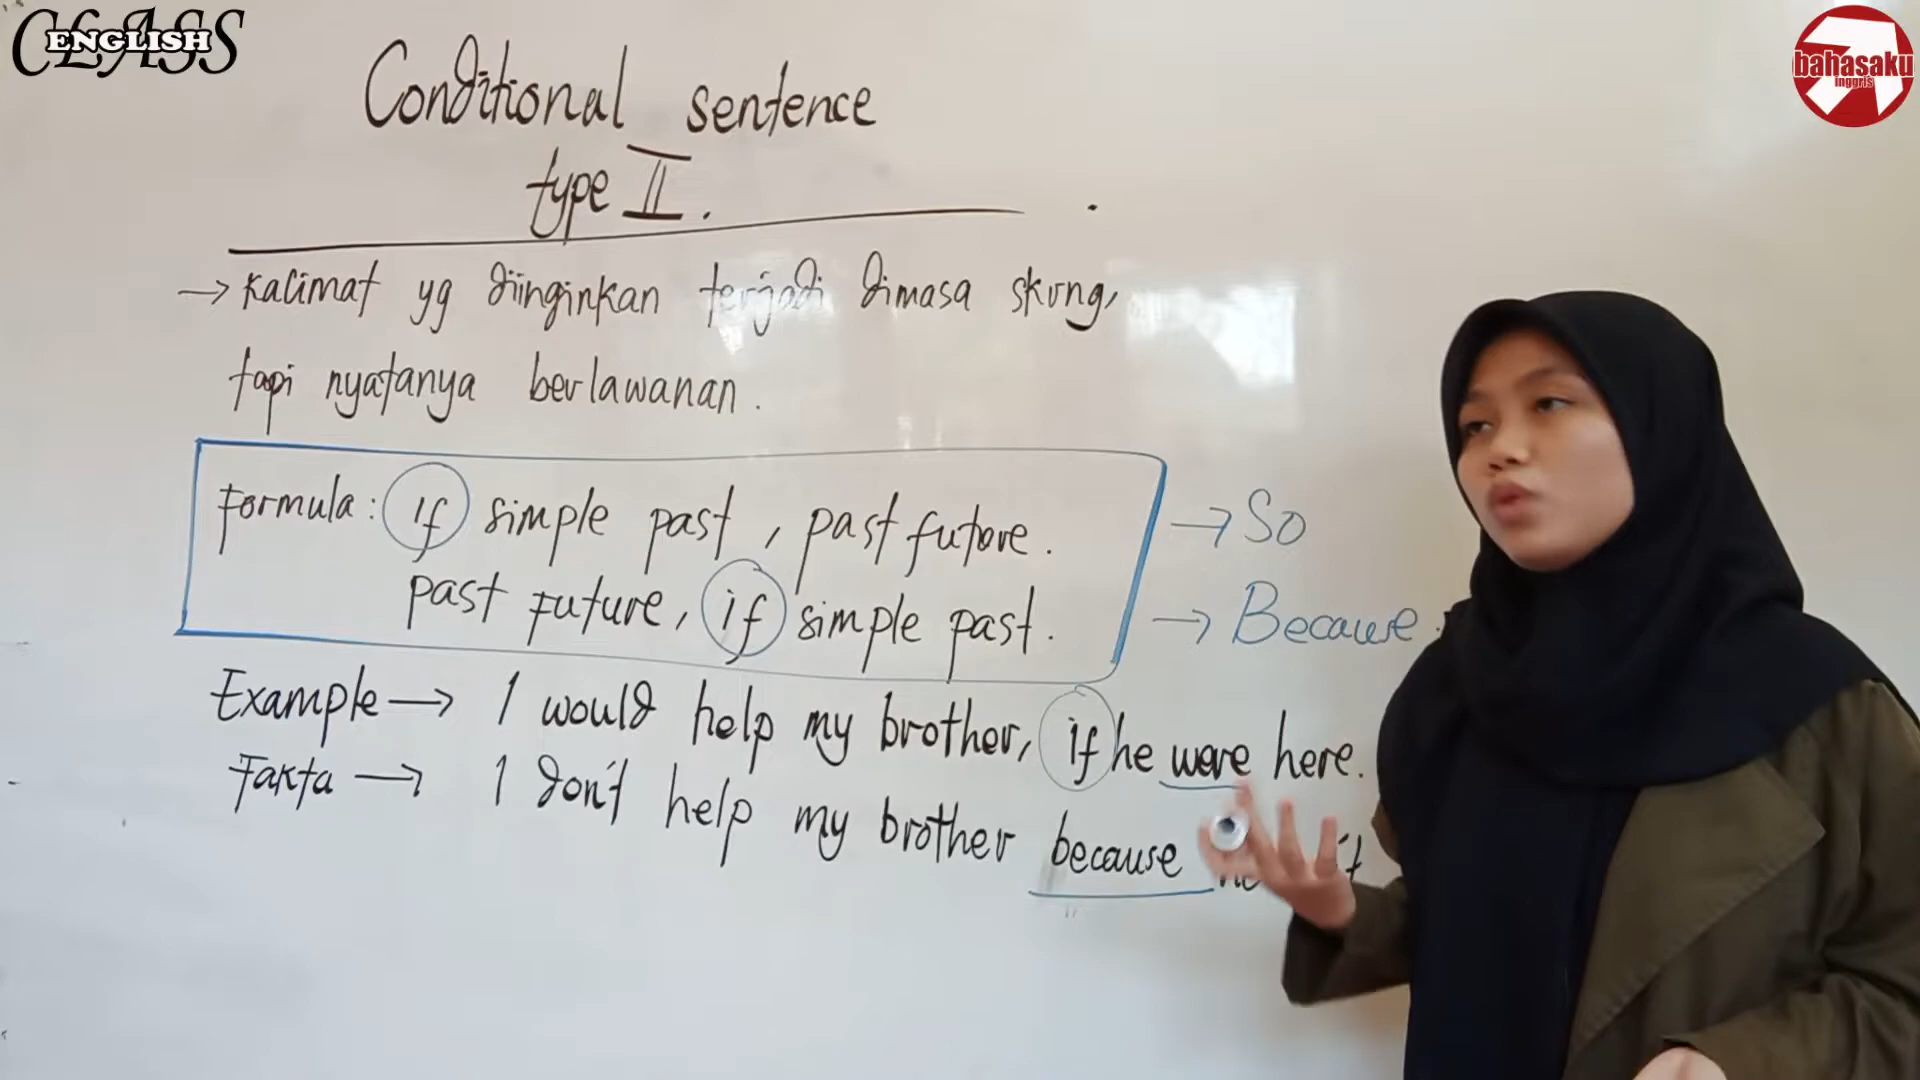 CLASS
ENGLISH
bahasaku
inggris
Conditional sentence
type II.
→ Kalimat yg diinginkan terjadi dimasa skrng,
tapi nyatanya berlawanan.
Formula: If simple past, past future. → So
past Future, if simple past. → Because.
Example → I would help my brother, if he were here.
Fakta → I don't help my brother because